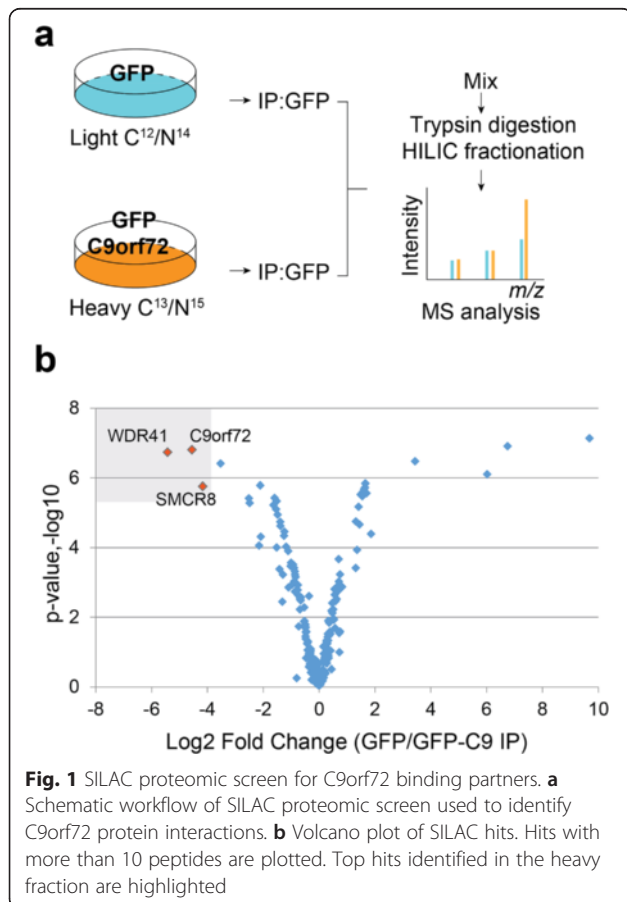 a
GFP
Light C¹²/N¹⁴
→ IP:GFP
GFP
C9orf72
Heavy C¹³/N¹⁵
→ IP:GFP
Mix
Trypsin digestion
HILIC fractionation
Intensity
m/z
MS analysis
b
8
6
4
2
0
p-value,-log10
WDR41
C9orf72
SMCR8
-8 -6 -4 -2 0 2 4 6 8 10
Log2 Fold Change (GFP/GFP-C9 IP)
Fig. 1 SILAC proteomic screen for C9orf72 binding partners. a
Schematic workflow of SILAC proteomic screen used to identify
C9orf72 protein interactions. b Volcano plot of SILAC hits. Hits with
more than 10 peptides are plotted. Top hits identified in the heavy
fraction are highlighted